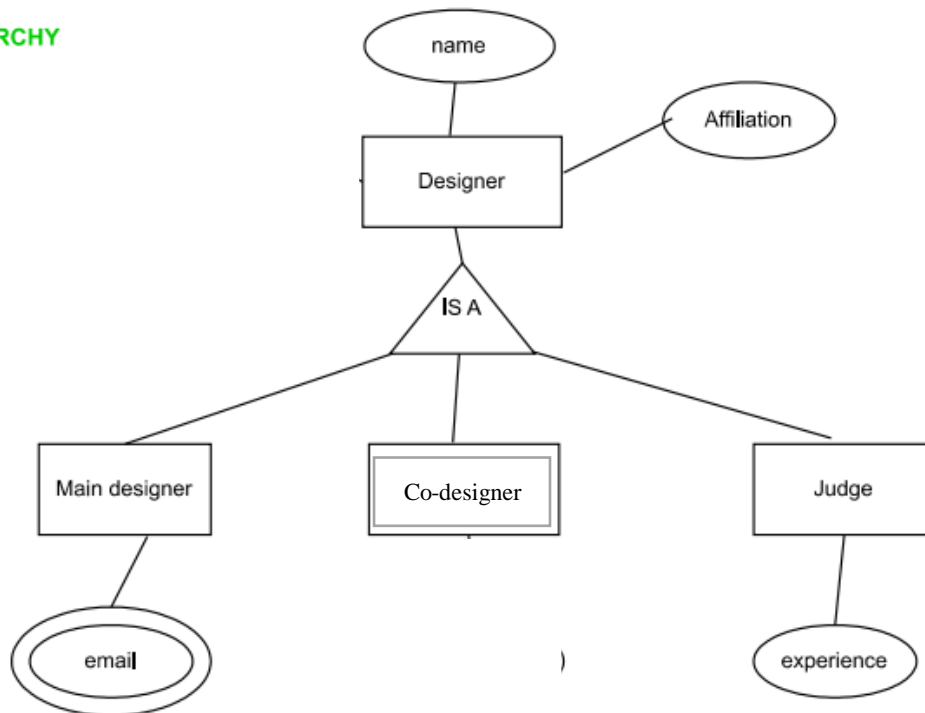 RCHY
name
Affiliation
Designer
IS A
Main designer
Co-designer
Judge
email
experience